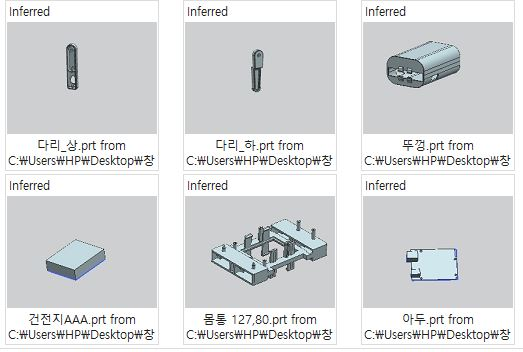 Inferred
Inferred
Inferred
다리_상.prt from
C:₩Users₩HP₩Desktop₩창
다리_하.prt from
C:₩Users₩HP₩Desktop₩창
뚜껑.prt from
C:₩Users₩HP₩Desktop₩창
Inferred
Inferred
Inferred
건전지AAA.prt from
C:₩Users₩HP₩Desktop₩창
몸통 127,80.prt from
C:₩Users₩HP₩Desktop₩창
아두.prt from
C:₩Users₩HP₩Desktop₩창